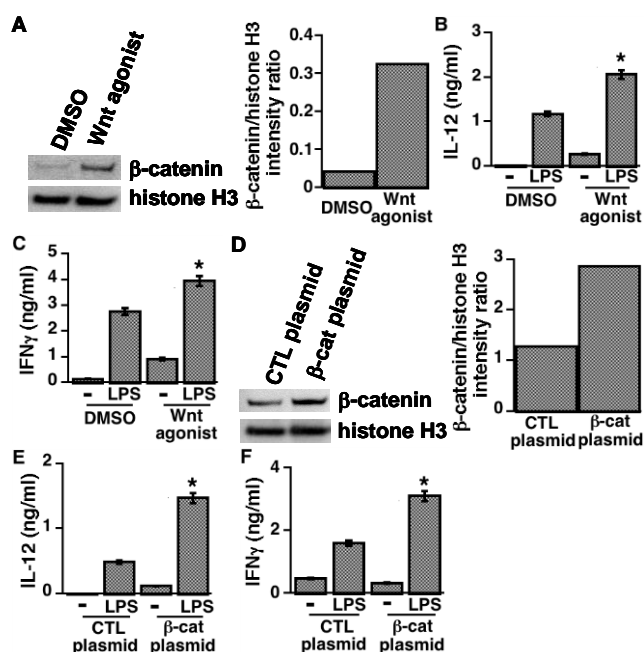 A
DMSO
Wnt agonist
β-catenin
histone H3
β-catenin/histone H3
intensity ratio
0.4
0.3
0.2
0.1
0
DMSO
Wnt
agonist
B
IL-12 (ng/ml)
3
2
1
0
*
- LPS - LPS
DMSO
Wnt
agonist
C
IFNγ (ng/ml)
5
4
3
2
1
0
*
- LPS - LPS
DMSO
Wnt
agonist
D
CTL plasmid
β-cat plasmid
β-catenin
histone H3
β-catenin/histone H3
intensity ratio
3
2
1
0
CTL
plasmid
β-cat
plasmid
E
IL-12 (ng/ml)
2
1
0
*
- LPS - LPS
CTL
plasmid
β-cat
plasmid
F
IFNγ (ng/ml)
4
2
0
*
- LPS - LPS
CTL
plasmid
β-cat
plasmid